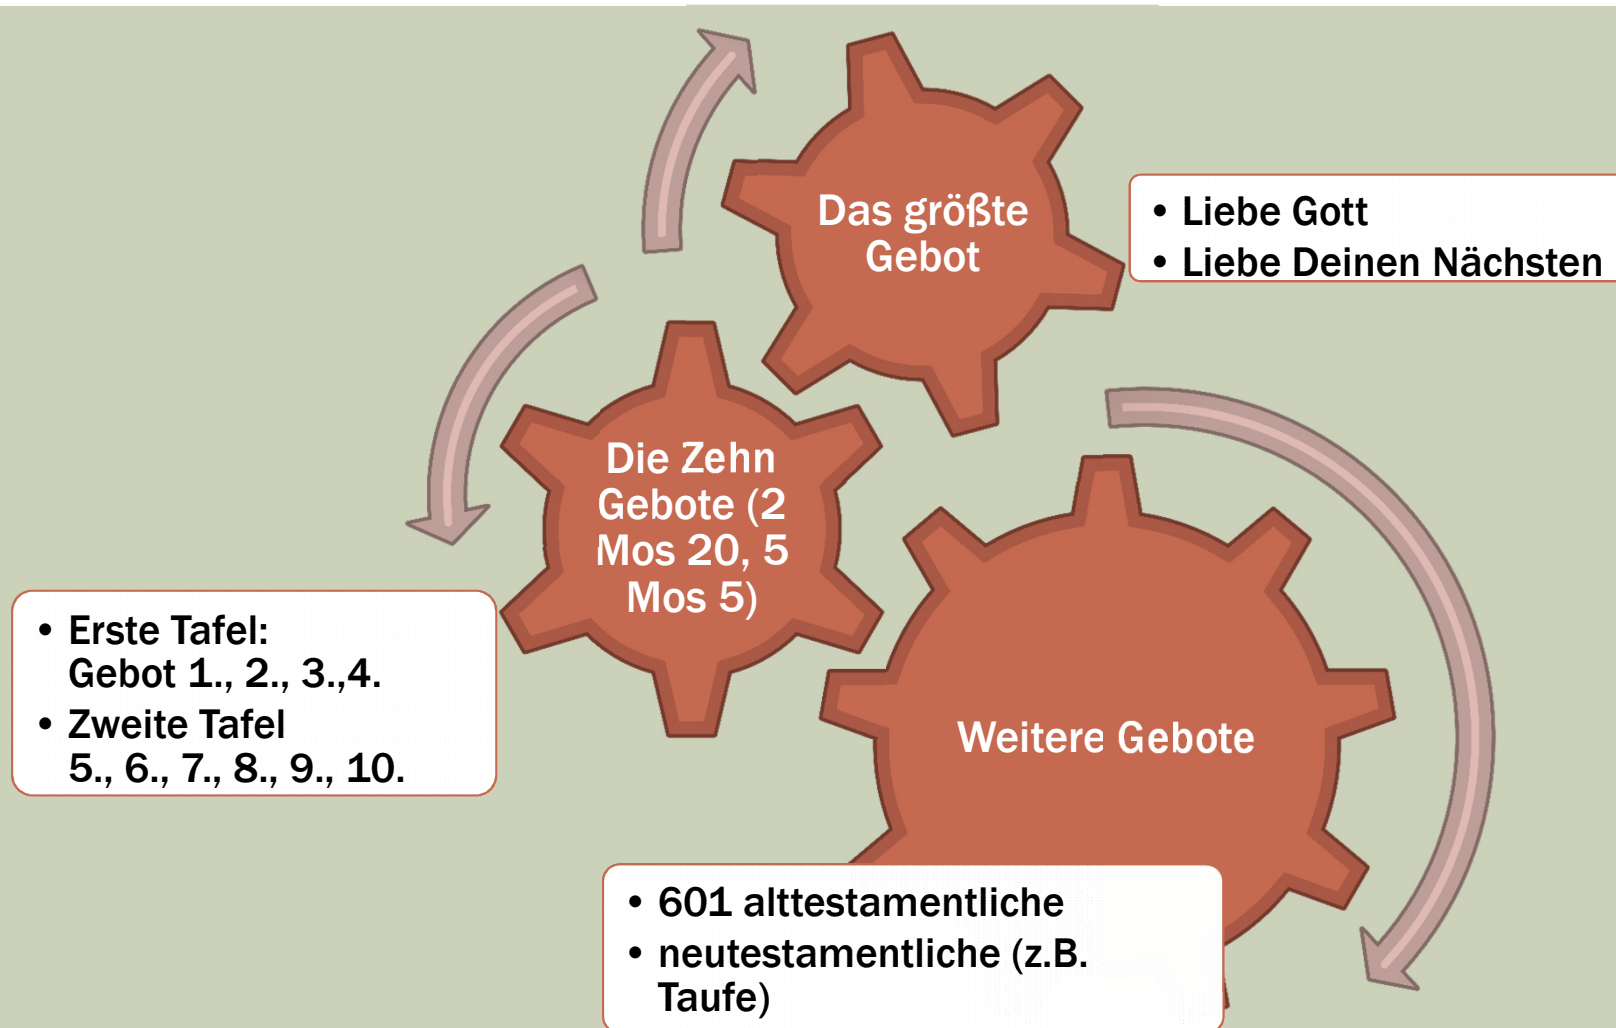 Das größte
Gebot
• Liebe Gott
• Liebe Deinen Nächsten
Die Zehn
Gebote (2
Mos 20, 5
Mos 5)
• Erste Tafel:
Gebot 1., 2., 3.,4.
• Zweite Tafel
5., 6., 7., 8., 9., 10.
Weitere Gebote
• 601 alttestamentliche
• neutestamentliche (z.B.
Taufe)